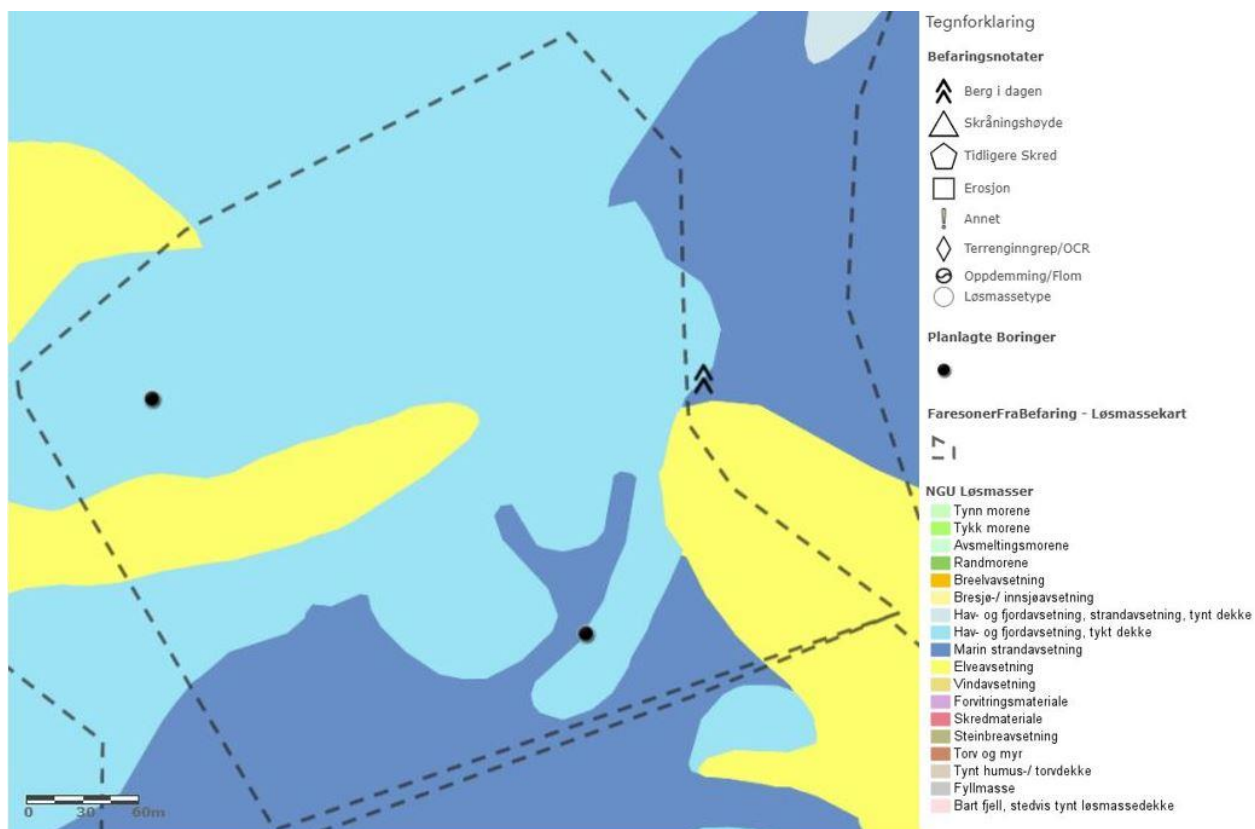 Tegnforklaring
Befaringsnotater
Berg i dagen
Skråningshøyde
Tidligere Skred
Erosjon
Annet
Terrenginngrep/OCR
Oppdemming/Flom
Løsmassetype
Planlagte Boringer
FaresonerFraBefaring - Løsmassekart
NGU Løsmasser
Tynn morene
Tykk morene
Avsmeltingsmorene
Randmorene
Breelvavsetning
Bresjø-/ innsjøavsetning
Hav- og fjordavsetning, strandavsetning, tynt dekke
Hav- og fjordavsetning, tykt dekke
Marin strandavsetning
Elveavsetning
Vindavsetning
Forvitringsmateriale
Skredmateriale
Steinbreavsetning
Torv og myr
Tynt humus-/ torvdekke
Fyllmasse
Bart fjell, stedvis tynt løsmassedekke
0 30 60m